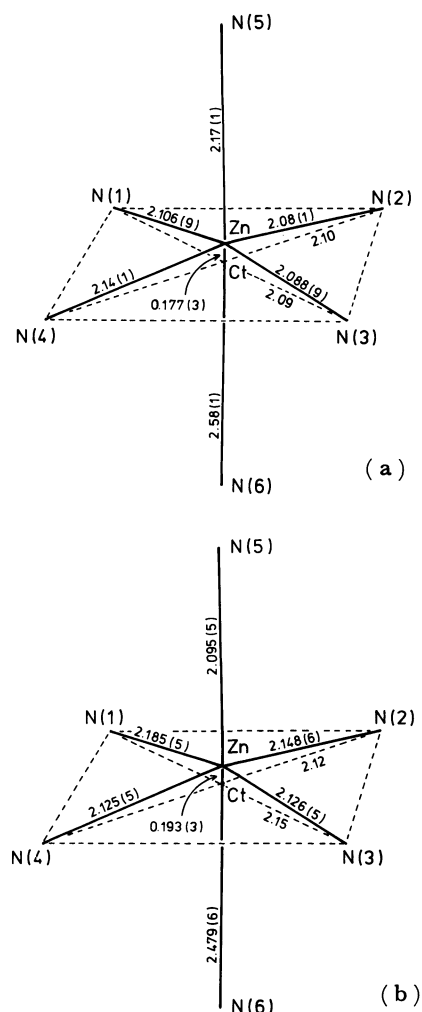 N(5)
2.17(1)
N(1)
2.106(9)
Zn
2.08(1)
N(2)
2.10
Ct
2.14(1)
0.177(3)
2.088(9)
2.09
N(4)
N(3)
2.58(1)
N(6)
(a)
N(5)
2.095(5)
N(1)
2.185(5)
Zn
2.148(6)
N(2)
2.12
Ct
2.125(5)
0.193(3)
2.126(5)
2.15
N(4)
N(3)
2.479(6)
N(6)
(b)